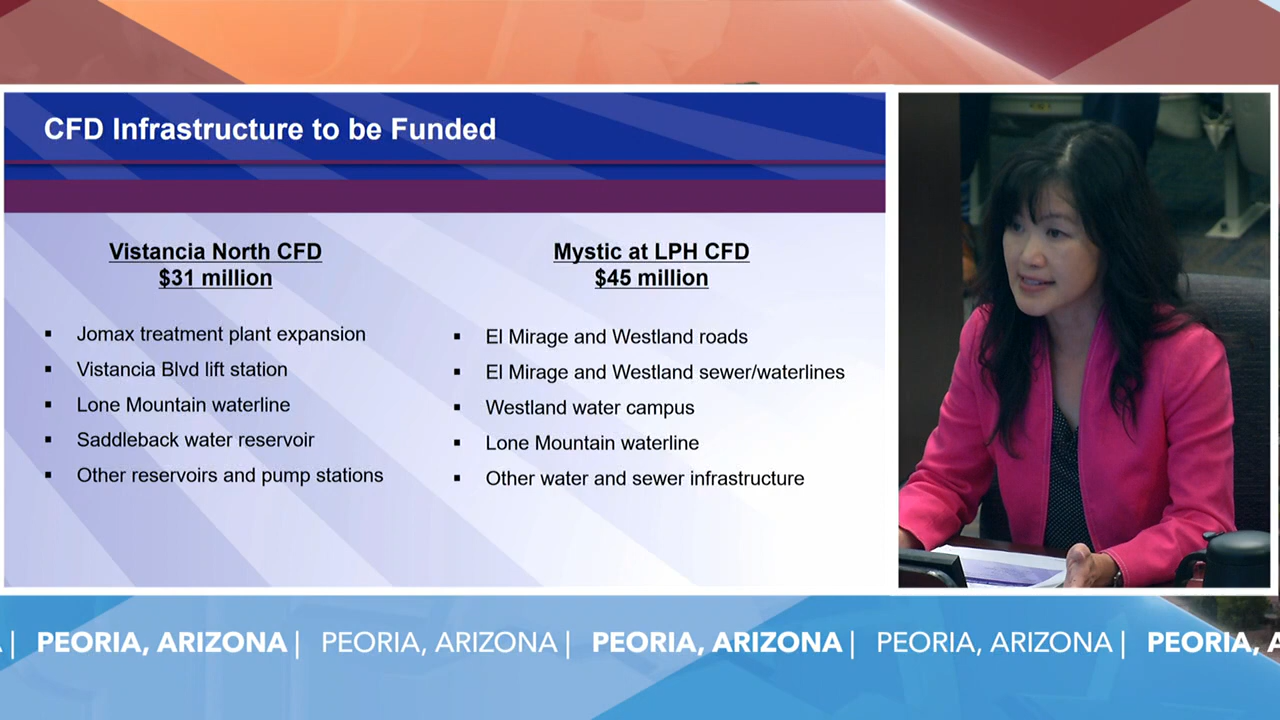 CFD Infrastructure to be Funded
Vistancia North CFD
$31 million
▪ Jomax treatment plant expansion
▪ Vistancia Blvd lift station
▪ Lone Mountain waterline
▪ Saddleback water reservoir
▪ Other reservoirs and pump stations
Mystic at LPH CFD
$45 million
▪ El Mirage and Westland roads
▪ El Mirage and Westland sewer/waterlines
▪ Westland water campus
▪ Lone Mountain waterline
▪ Other water and sewer infrastructure
| PEORIA, ARIZONA | PEORIA, ARIZONA | PEORIA, ARIZONA | PEORIA, ARIZONA | PEORIA, A